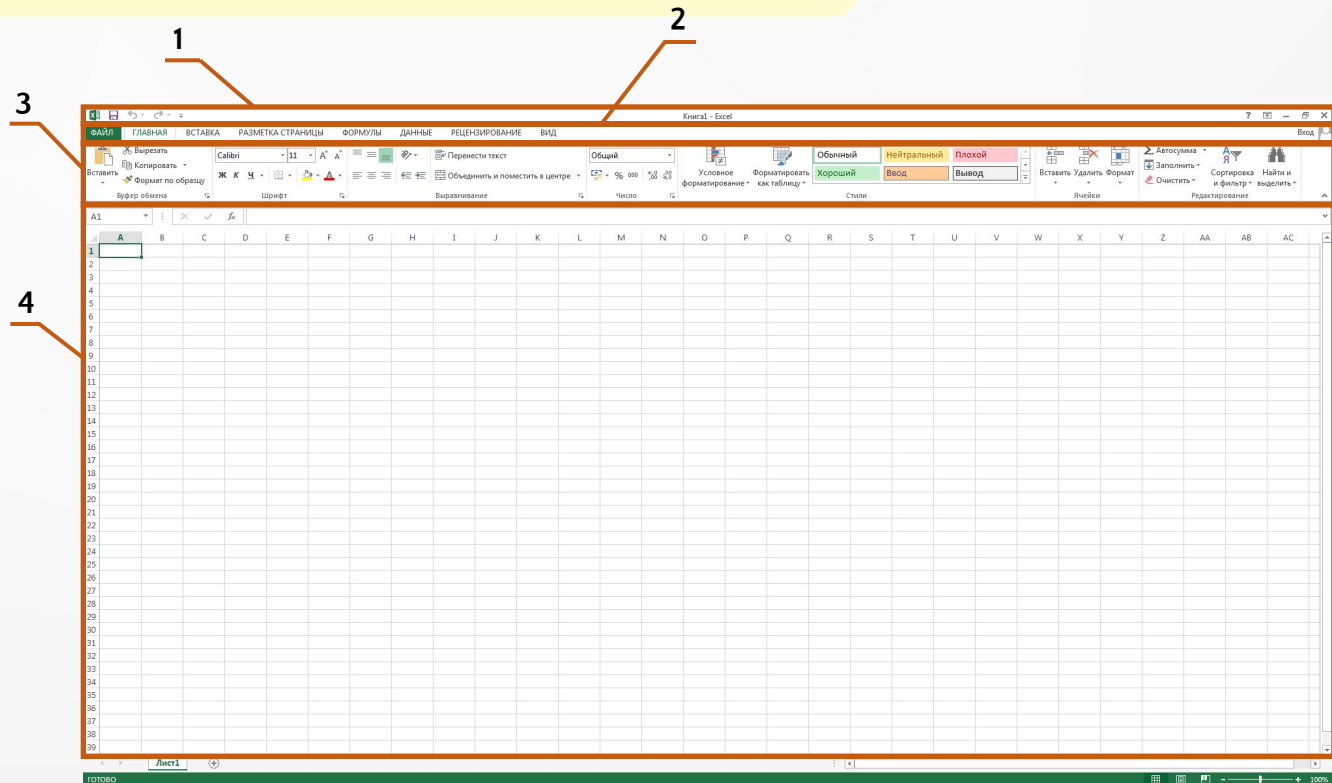 2
1
3
Книга1 - Excel
ФАЙЛ ГЛАВНАЯ ВСТАВКА РАЗМЕТКА СТРАНИЦЫ ФОРМУЛЫ ДАННЫЕ РЕЦЕНЗИРОВАНИЕ ВИД Вход
Вставить
Вырезать
Копировать
Формат по образцу
Буфер обмена
Calibri 11
Ж К Ч
Шрифт
Перенести текст
Объединить и поместить в центре
Выравнивание
Общий
% 000
Число
Условное форматирование
Форматировать как таблицу
Обычный Нейтральный Плохой
Хороший Ввод Вывод
Стили
Вставить Удалить Формат
Ячейки
Автосумма
Заполнить
Очистить
Сортировка и фильтр
Найти и выделить
Редактирование
A1 fx
A B C D E F G H I J K L M N O P Q R S T U V W X Y Z AA AB AC
1
2
3
4
5
6
7
8
9
10
11
12
13
14
15
16
17
18
19
20
21
22
23
24
25
26
27
28
29
30
31
32
33
34
35
36
37
38
39
4
Лист1
ГОТОВО 100%